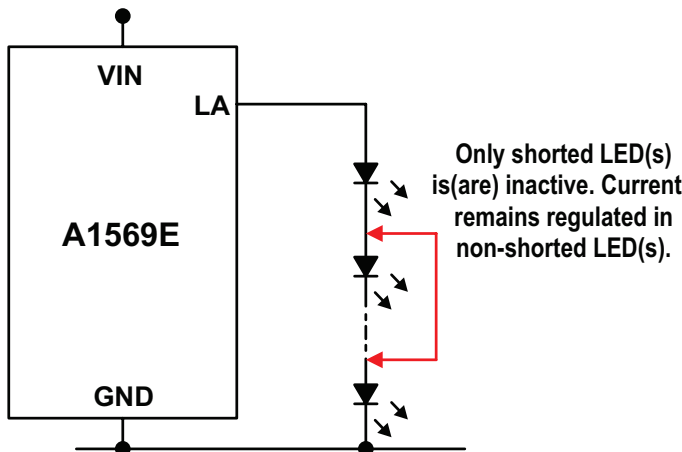 VIN
LA
A1569E
GND
Only shorted LED(s)
is(are) inactive. Current
remains regulated in
non-shorted LED(s).